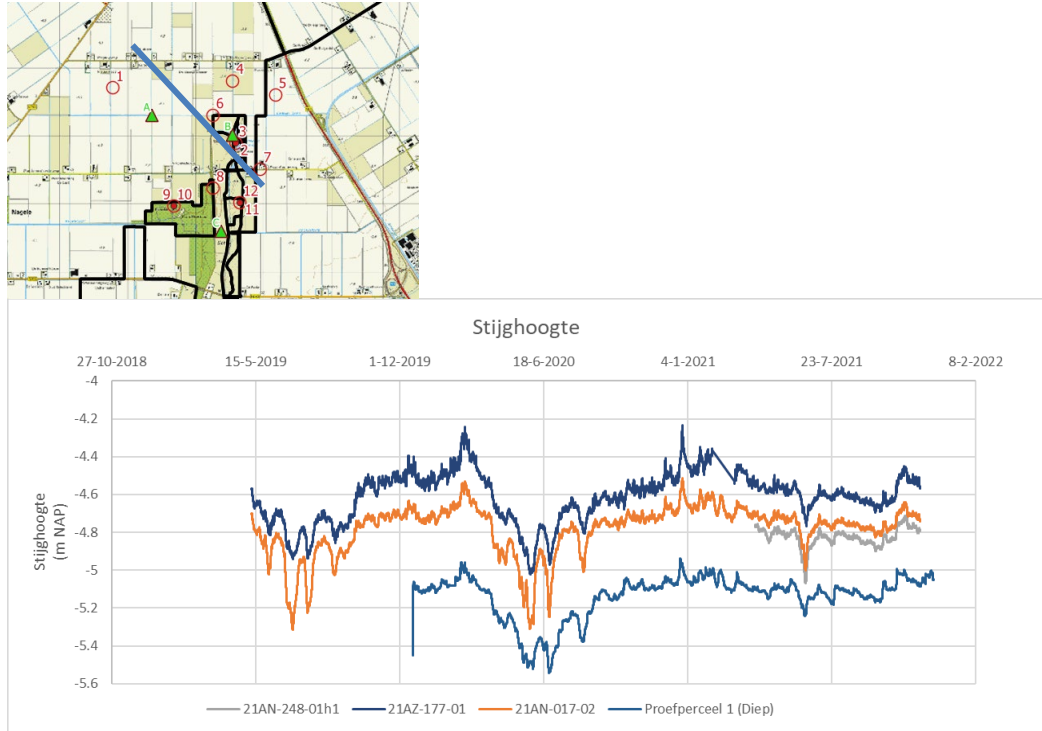 4
1
5
A
6
B
3
2
7
8
12
9 10
11
Nagele
C
Stijghoogte
27-10-2018 15-5-2019 1-12-2019 18-6-2020 4-1-2021 23-7-2021 8-2-2022
-4
-4.2
-4.4
-4.6
-4.8
-5
-5.2
-5.4
-5.6
Stijghoogte
(m NAP)
21AN-248-01h1 21AZ-177-01 21AN-017-02 Proefperceel 1 (Diep)